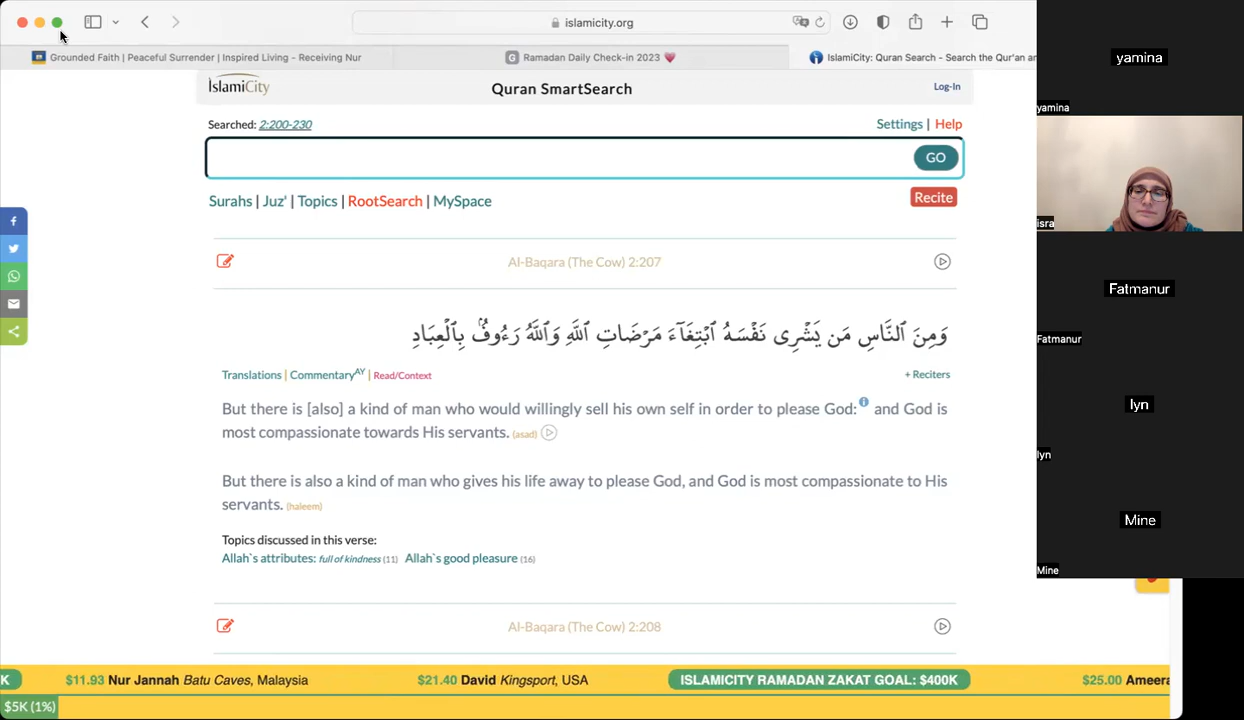 islamicity.org
Grounded Faith | Peaceful Surrender | Inspired Living - Receiving Nur
G Ramadan Daily Check-in 2023
IslamiCity: Quran Search - Search the Qur'an an
IslamiCity
Quran SmartSearch
Log-In
Searched: 2:200-230
Settings | Help
GO
Surahs | Juz' | Topics | RootSearch | MySpace
Recite
Al-Baqara (The Cow) 2:207
وَمِنَ ٱلنَّاسِ مَن يَشْرِى نَفْسَهُ ٱبْتِغَآءَ مَرْضَاتِ ٱللَّهِ وَٱللَّهُ رَءُوفٌۢ بِٱلْعِبَادِ
Translations | Commentary AY | Read/Context
+ Reciters
But there is [also] a kind of man who would willingly sell his own self in order to please God: and God is
most compassionate towards His servants. (asad)
But there is also a kind of man who gives his life away to please God, and God is most compassionate to His
servants. (haleem)
Topics discussed in this verse:
Allah`s attributes: full of kindness (11) Allah`s good pleasure (16)
Al-Baqara (The Cow) 2:208
K
$11.93 Nur Jannah Batu Caves, Malaysia
$21.40 David Kingsport, USA
ISLAMICITY RAMADAN ZAKAT GOAL: $400K
$25.00 Ameera
$5K (1%)
yamina
yamina
isra
Fatmanur
Fatmanur
lyn
lyn
Mine
Mine